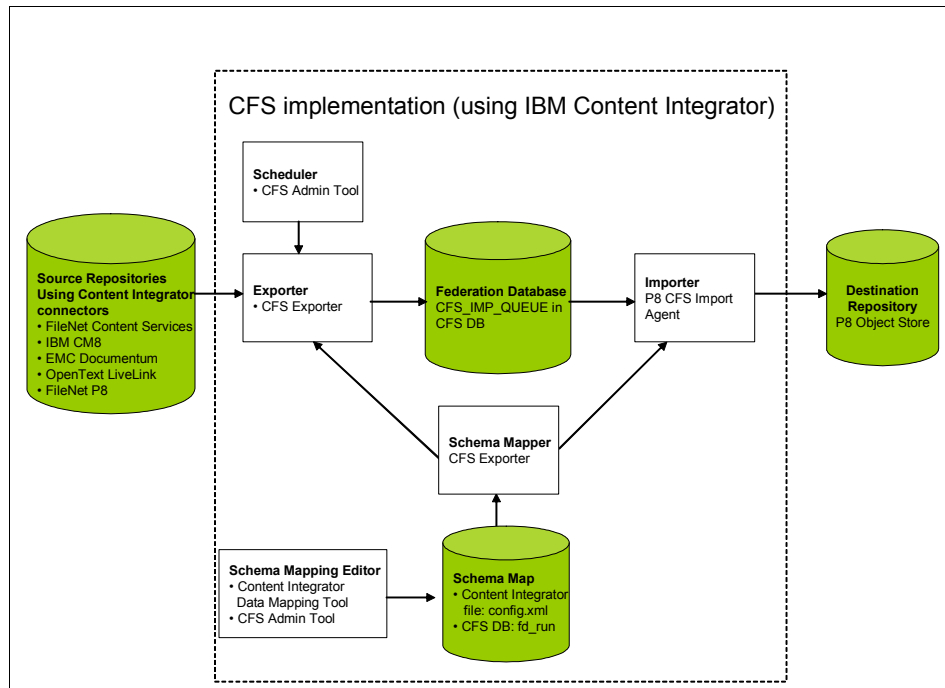 CFS implementation (using IBM Content Integrator)
Scheduler
• CFS Admin Tool
Source Repositories
Using Content Integrator
connectors
• FileNet Content Services
• IBM CM8
• EMC Documentum
• OpenText LiveLink
• FileNet P8
Exporter
• CFS Exporter
Federation Database
CFS_IMP_QUEUE in
CFS DB
Importer
P8 CFS Import
Agent
Destination
Repository
P8 Object Store
Schema Mapper
CFS Exporter
Schema Mapping Editor
• Content Integrator
Data Mapping Tool
• CFS Admin Tool
Schema Map
• Content Integrator
file: config.xml
• CFS DB: fd_run